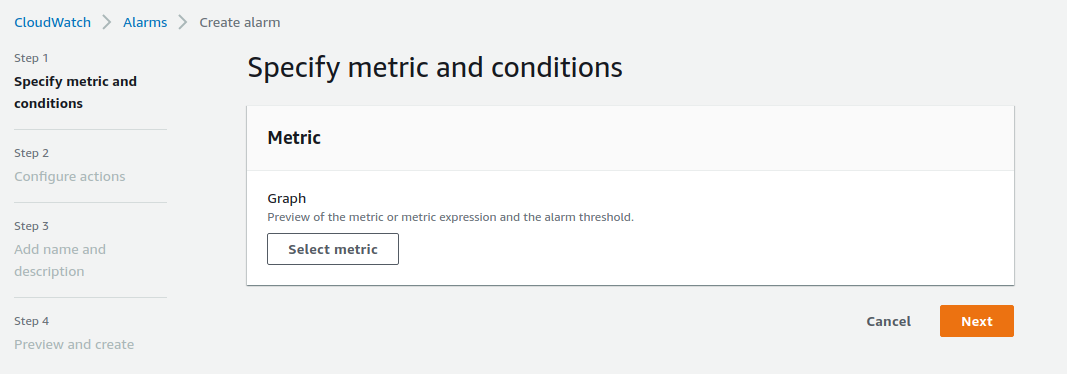 CloudWatch > Alarms > Create alarm
Step 1
Specify metric and
conditions
Step 2
Configure actions
Step 3
Add name and
description
Step 4
Preview and create
Specify metric and conditions
Metric
Graph
Preview of the metric or metric expression and the alarm threshold.
Select metric
Cancel Next